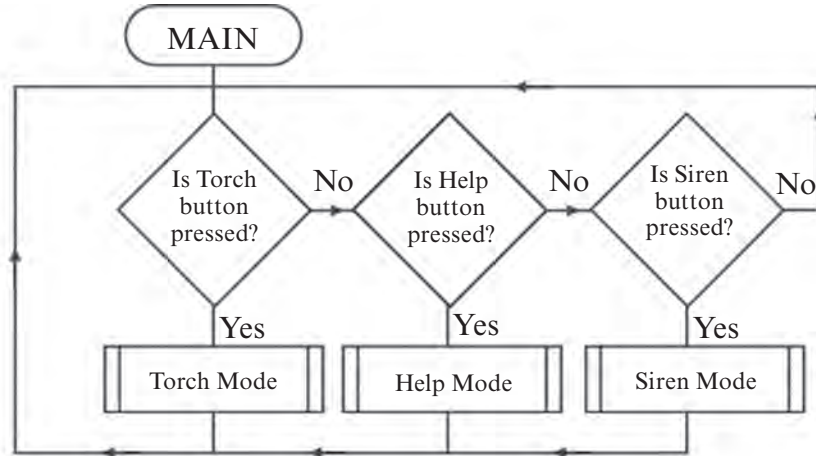 MAIN
Is Torch
button
pressed?
No
Is Help
button
pressed?
No
Is Siren
button
pressed?
No
Yes
Yes
Yes
Torch Mode
Help Mode
Siren Mode